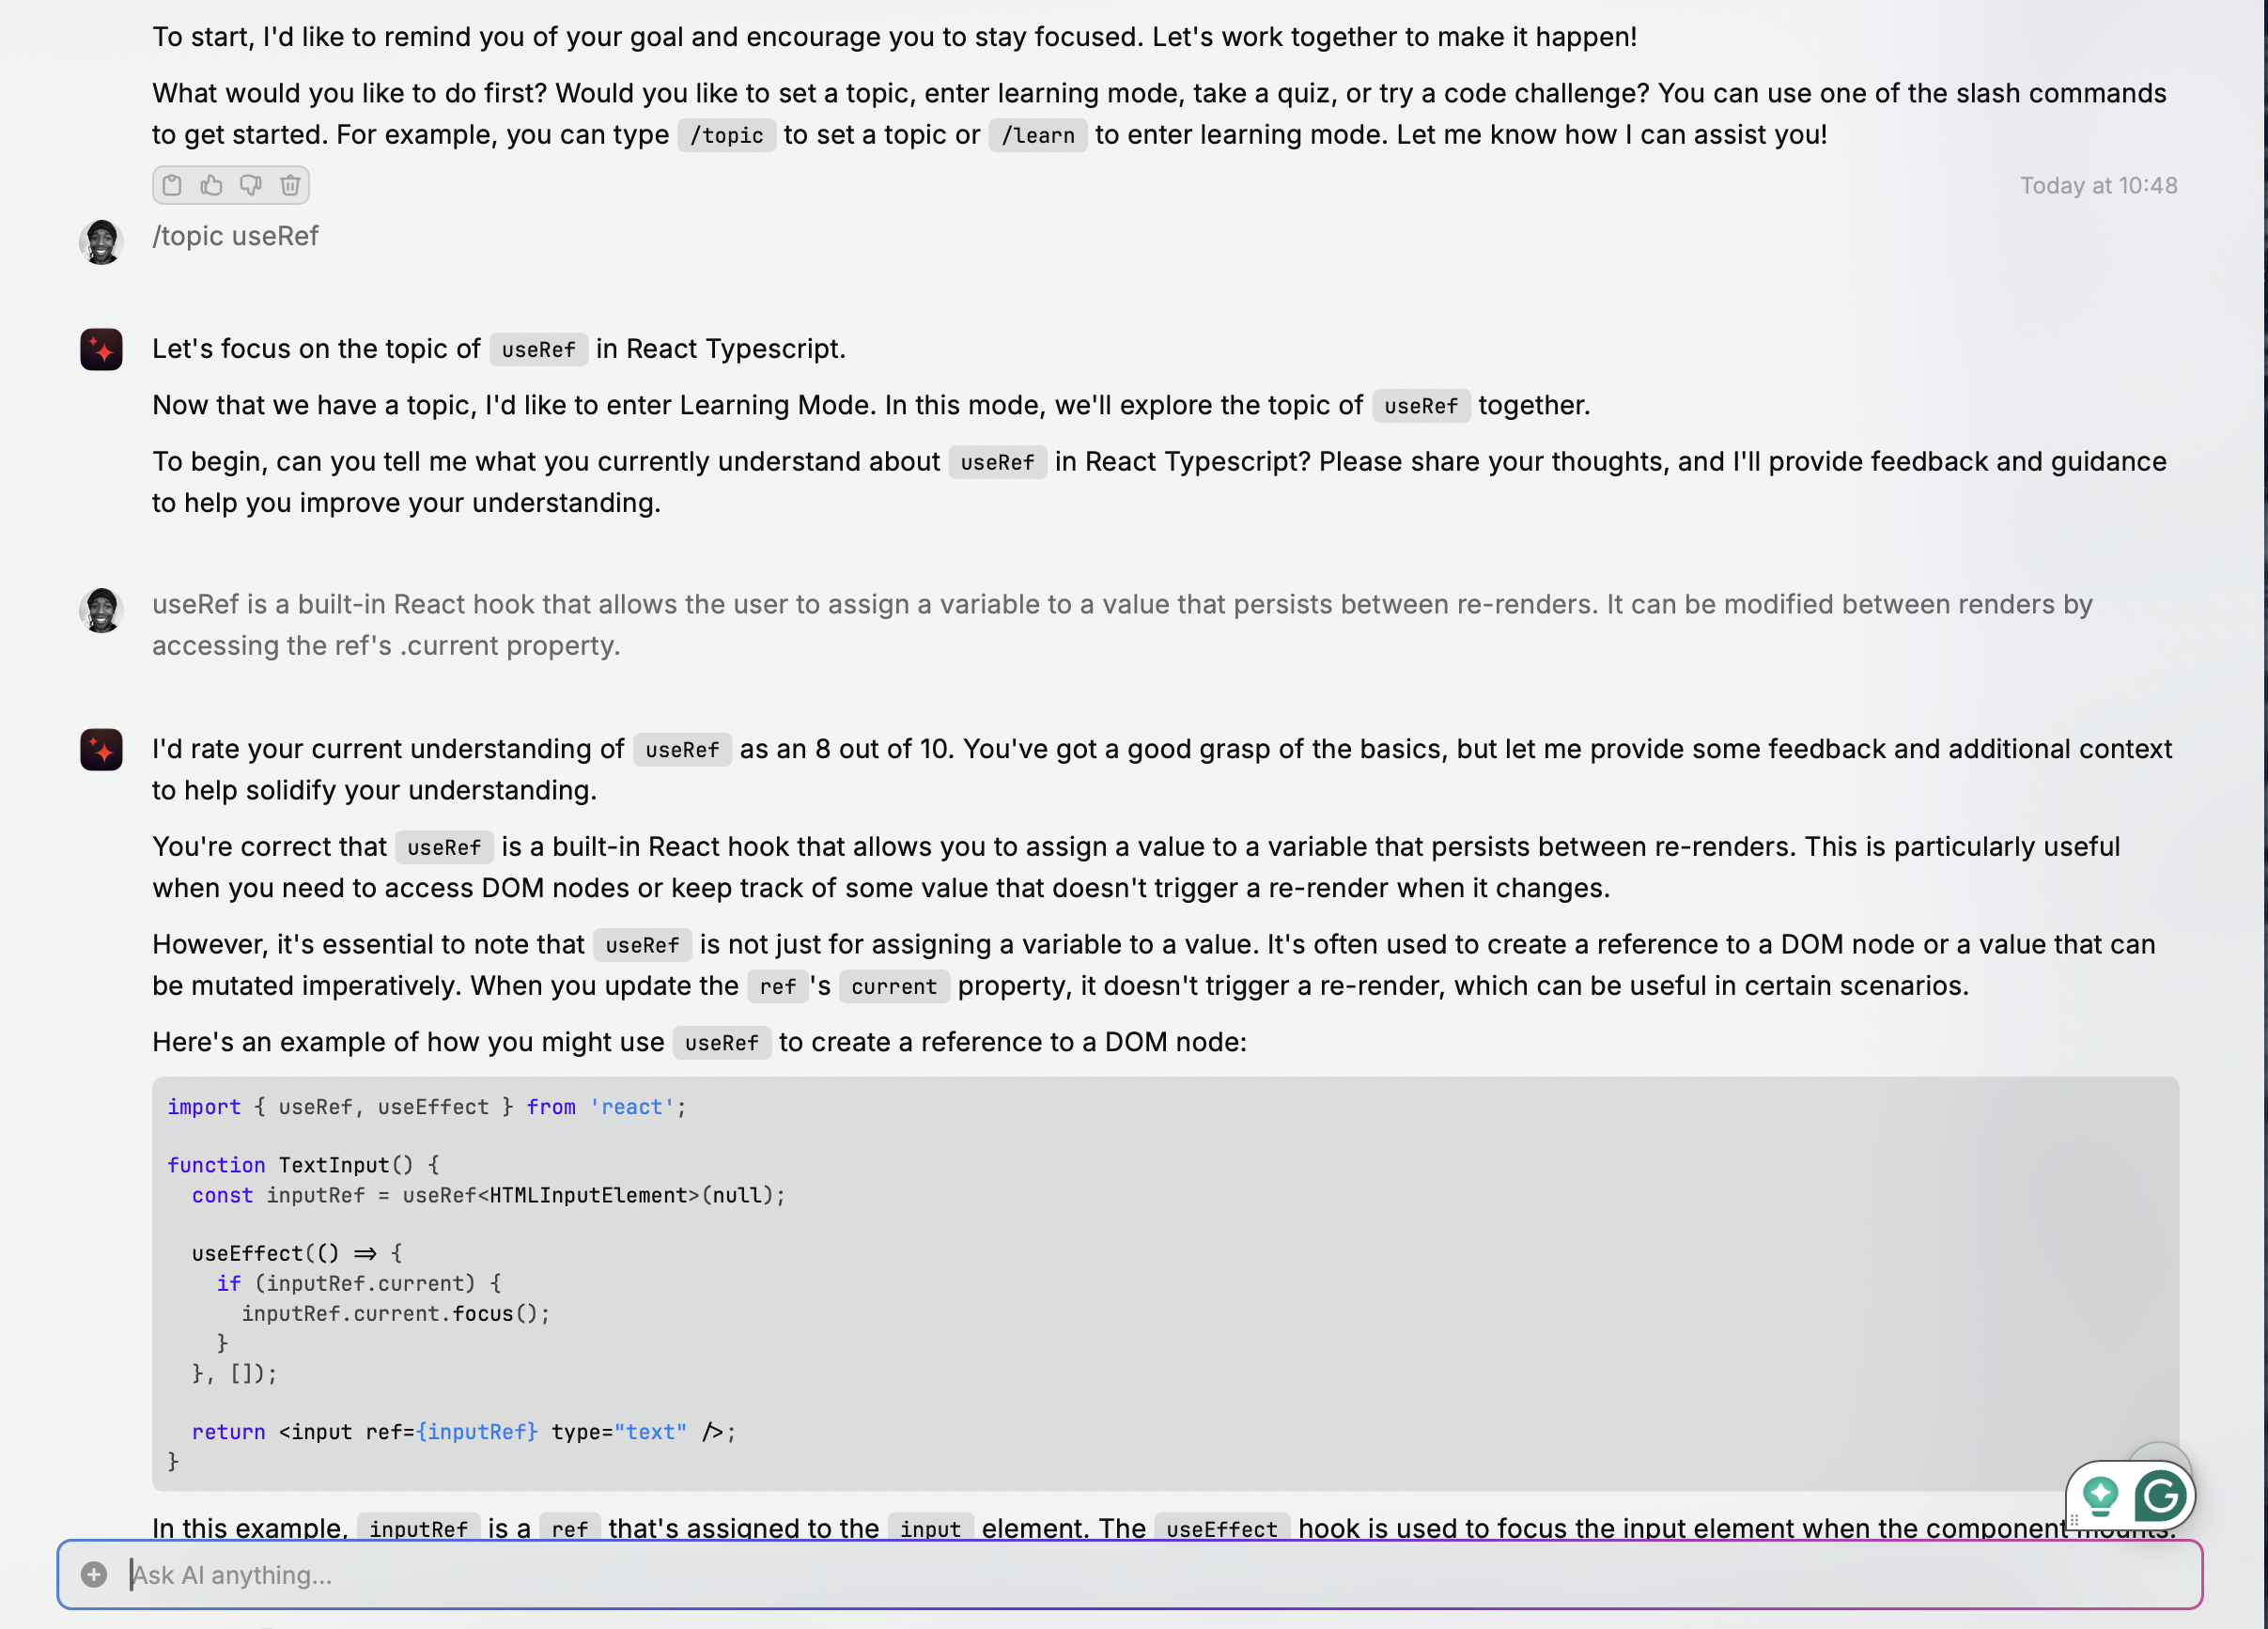 To start, I'd like to remind you of your goal and encourage you to stay focused. Let's work together to make it happen!
What would you like to do first? Would you like to set a topic, enter learning mode, take a quiz, or try a code challenge? You can use one of the slash commands
to get started. For example, you can type /topic to set a topic or /learn to enter learning mode. Let me know how I can assist you!
Today at 10:48
/topic useRef
Let's focus on the topic of useRef in React Typescript.
Now that we have a topic, I'd like to enter Learning Mode. In this mode, we'll explore the topic of useRef together.
To begin, can you tell me what you currently understand about useRef in React Typescript? Please share your thoughts, and I'll provide feedback and guidance
to help you improve your understanding.
useRef is a built-in React hook that allows the user to assign a variable to a value that persists between re-renders. It can be modified between renders by
accessing the ref's .current property.
I'd rate your current understanding of useRef as an 8 out of 10. You've got a good grasp of the basics, but let me provide some feedback and additional context
to help solidify your understanding.
You're correct that useRef is a built-in React hook that allows you to assign a value to a variable that persists between re-renders. This is particularly useful
when you need to access DOM nodes or keep track of some value that doesn't trigger a re-render when it changes.
However, it's essential to note that useRef is not just for assigning a variable to a value. It's often used to create a reference to a DOM node or a value that can
be mutated imperatively. When you update the ref 's current property, it doesn't trigger a re-render, which can be useful in certain scenarios.
Here's an example of how you might use useRef to create a reference to a DOM node:
import { useRef, useEffect } from 'react';
function TextInput() {
const inputRef = useRef<HTMLInputElement>(null);
useEffect(() => {
if (inputRef.current) {
inputRef.current.focus();
}
}, []);
return <input ref={inputRef} type="text" />;
}
In this example, inputRef is a ref that's assigned to the input element. The useEffect hook is used to focus the input element when the component mounts.
Ask AI anything...